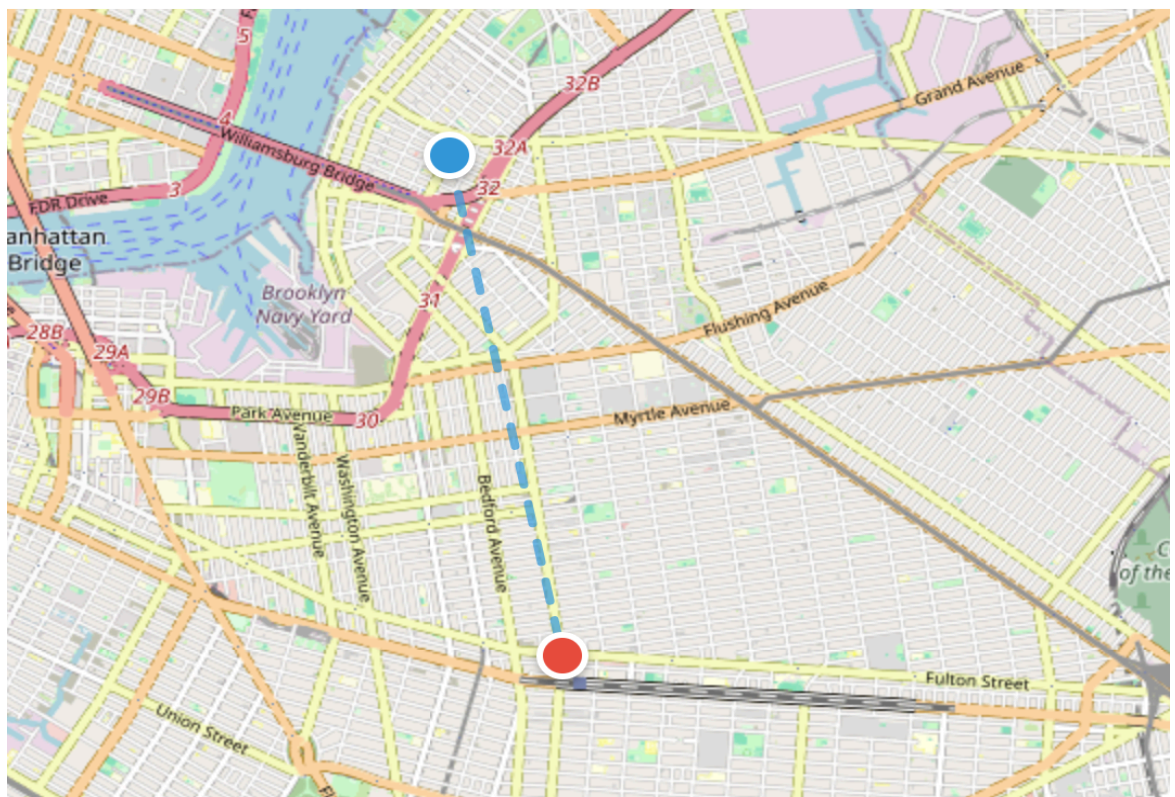 5
32B
Grand Avenue
4
Williamsburg Bridge
32A
3
FDR Drive
32
anhattan
Bridge
Brooklyn
Navy Yard
31
Flushing Avenue
28B
29A
29B
Park Avenue
30
Myrtle Avenue
Vanderbilt Avenue
Washington Avenue
Bedford Avenue
C
of the
Fulton Street
Union Street